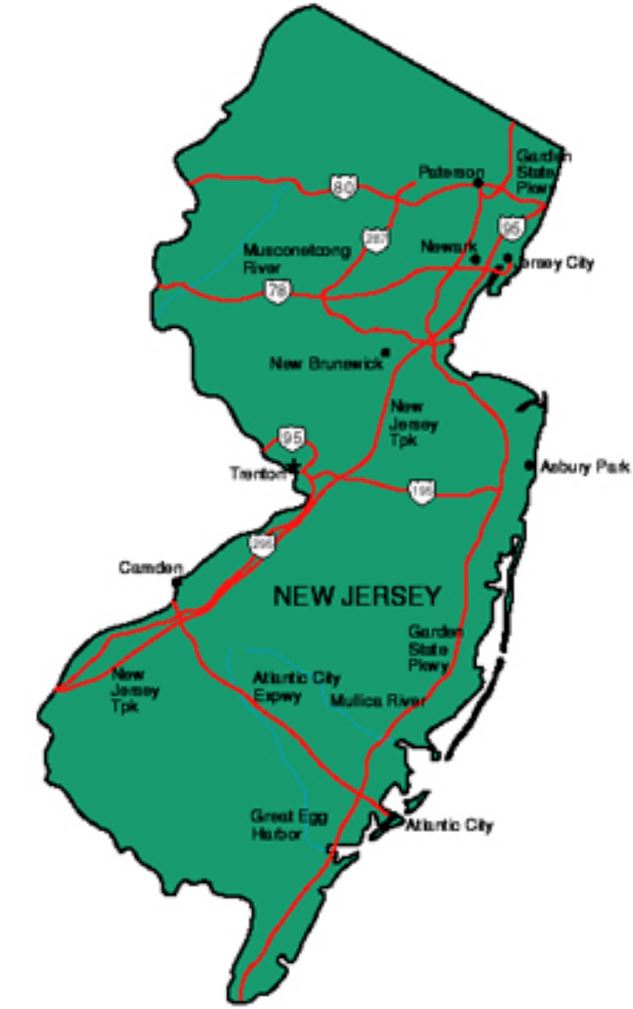 Garden
State
Pkwy
Paterson
80
95
287
Newark
Jersey City
Musconetcong
River
78
New Brunswick
New
Jersey
Tpk
95
Trenton
Asbury Park
195
295
Camden
NEW JERSEY
Garden
State
Pkwy
New
Jersey
Tpk
Atlantic City
Expwy
Mullica River
Great Egg
Harbor
Atlantic City